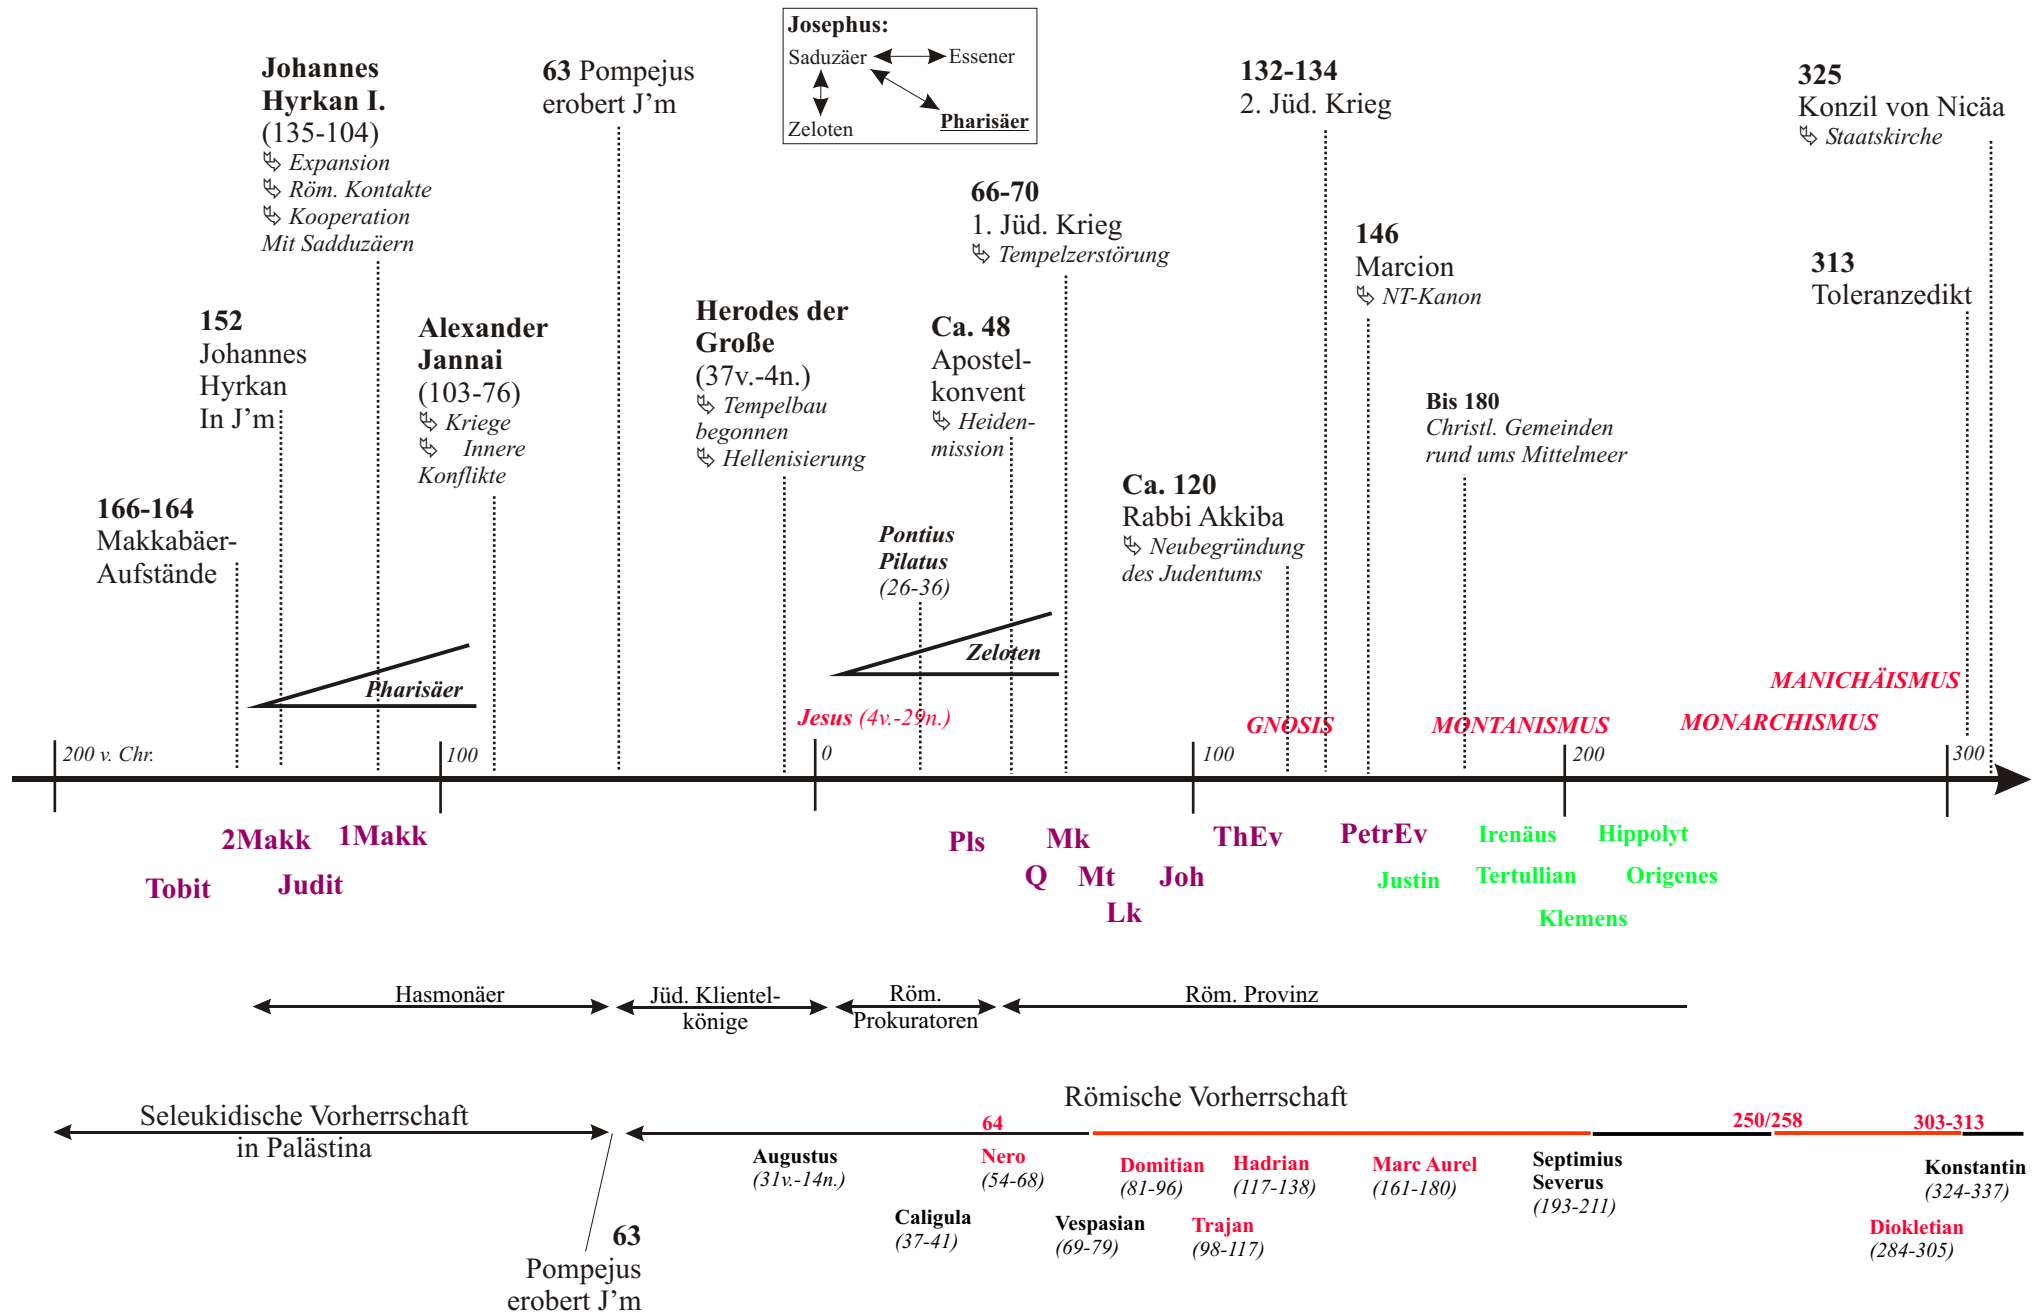 Josephus:
Saduzäer
Essener
Zeloten
Pharisäer
Johannes
Hyrkan I.
(135-104)
Expansion
Röm. Kontakte
Kooperation
Mit Sadduzäern
63 Pompejus
erobert J'm
132-134
2. Jüd. Krieg
325
Konzil von Nicäa
Staatskirche
66-70
1. Jüd. Krieg
Tempelzerstörung
146
Marcion
NT-Kanon
313
Toleranzedikt
152
Johannes
Hyrkan
In J'm
Alexander
Jannai
(103-76)
Kriege
Innere
Konflikte
Herodes der
Große
(37v.-4n.)
Tempelbau
begonnen
Hellenisierung
Ca. 48
Apostel-
konvent
Heiden-
mission
Bis 180
Christl. Gemeinden
rund ums Mittelmeer
166-164
Makkabäer-
Aufstände
Pontius
Pilatus
(26-36)
Ca. 120
Rabbi Akkiba
Neubegründung
des Judentums
Pharisäer
Zeloten
Jesus (4v.-29n.)
GNOSIS
MONTANISMUS
MANICHÄISMUS
MONARCHISMUS
200 v. Chr.
100
0
100
200
300
2Makk
1Makk
Tobit
Judit
Pls
Mk
Q
Mt
Joh
Lk
ThEv
PetrEv
Irenäus
Hippolyt
Justin
Tertullian
Origenes
Klemens
Hasmonäer
Jüd. Klientel-
könige
Röm.
Prokuratoren
Röm. Provinz
Seleukidische Vorherrschaft
in Palästina
Römische Vorherrschaft
64
250/258
303-313
Augustus
(31v.-14n.)
Nero
(54-68)
Domitian
(81-96)
Hadrian
(117-138)
Marc Aurel
(161-180)
Septimius
Severus
(193-211)
Konstantin
(324-337)
Caligula
(37-41)
Vespasian
(69-79)
Trajan
(98-117)
Diokletian
(284-305)
63
Pompejus
erobert J'm